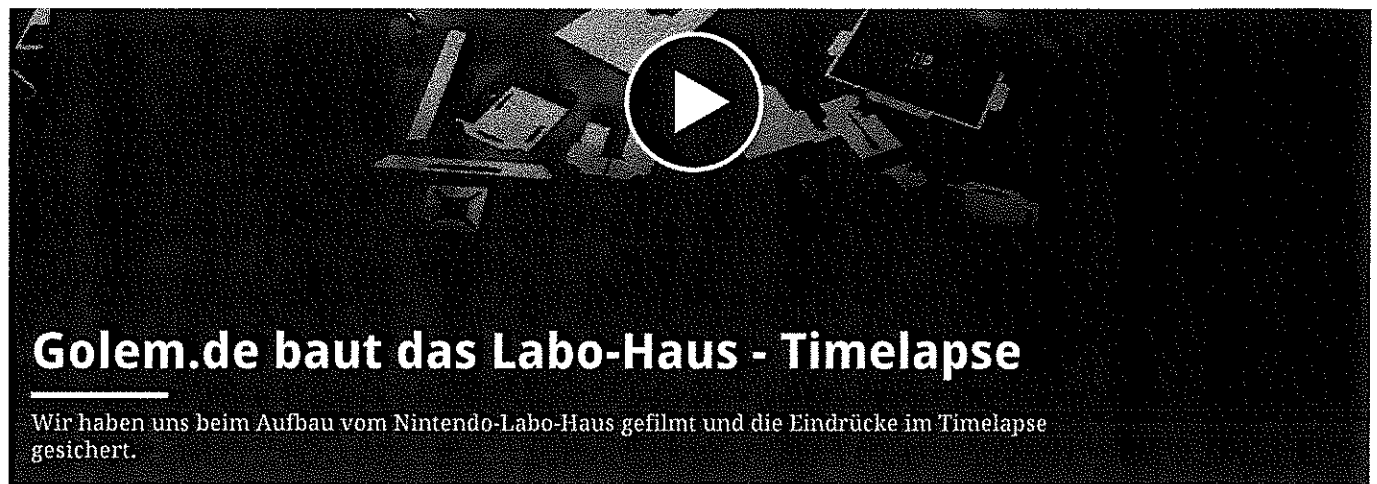 Golem.de baut das Labo-Haus - Timelapse
Wir haben uns beim Aufbau vom Nintendo-Labo-Haus gefilmt und die Eindrücke im Timelapse
gesichert.